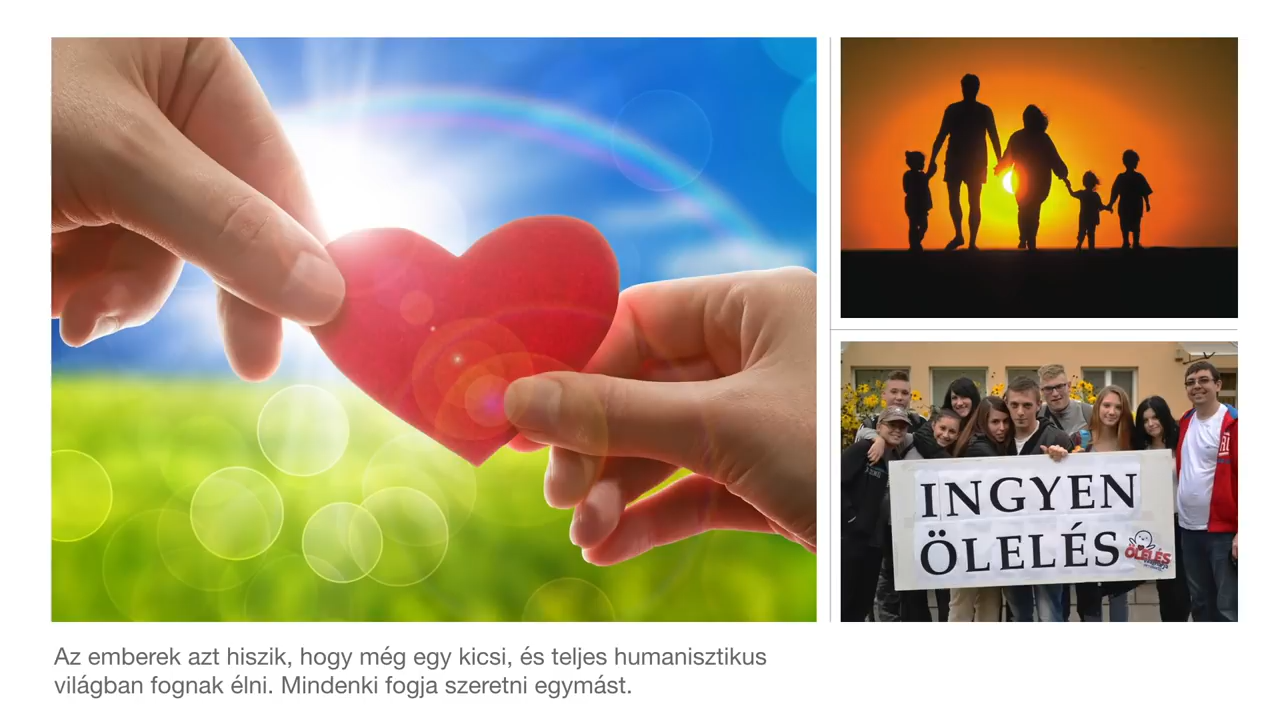 INGYEN
ÖLELÉS
ÖLELÉS
Az emberek azt hiszik, hogy még egy kicsi, és teljes humanisztikus
világban fognak élni. Mindenki fogja szeretni egymást.